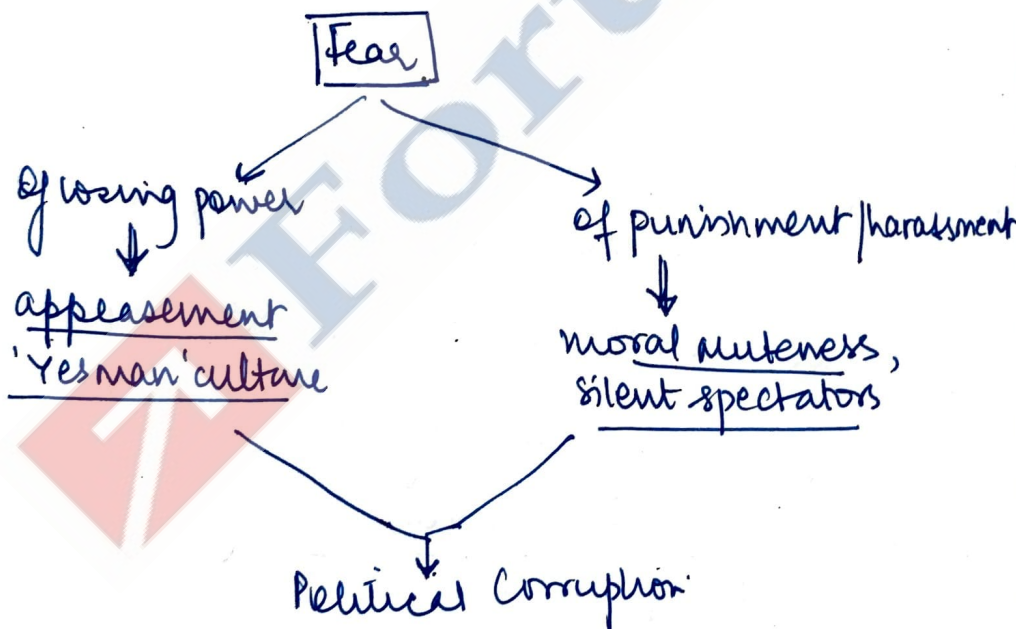 Fear
of losing power
of punishment/harassment
appeasement
'Yes man' culture
moral muteness,
silent spectators
Political Corruption